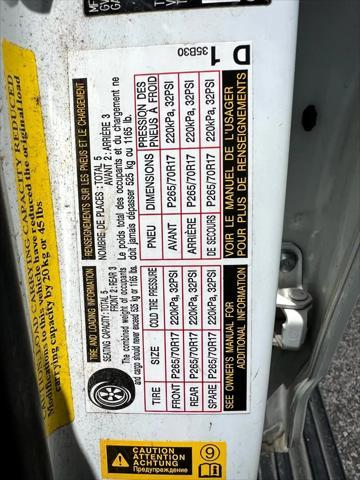 CAUTION: LOAD CARRYING CAPACITY REDUCED
Modifications to this vehicle have reduced the original load
carrying capacity by 20 kg or 45 lbs
TIRE AND LOADING INFORMATION
SEATING CAPACITY: TOTAL 5
FRONT 2: REAR 3
The combined weight of occupants
and cargo should never exceed 525 kg or 1165 lb.
TIRE SIZE COLD TIRE PRESSURE
FRONT P265/70R17 220kPa, 32PSI
REAR P265/70R17 220kPa, 32PSI
SPARE P265/70R17 220kPa, 32PSI
SEE OWNER'S MANUAL FOR
ADDITIONAL INFORMATION
RENSEIGNEMENTS SUR LES PNEUS ET LE CHARGEMENT
NOMBRE DE PLACES : TOTAL 5
AVANT 2: ARRIÈRE 3
Le poids total des occupants et du chargement ne
doit jamais dépasser 525 kg ou 1165 lb.
PNEU DIMENSIONS PRESSION DES
PNEUS À FROID
AVANT P265/70R17 220kPa, 32PSI
ARRIÈRE P265/70R17 220kPa, 32PSI
DE SECOURS P265/70R17 220kPa, 32PSI
VOIR LE MANUEL DE L'USAGER
POUR PLUS DE RENSEIGNEMENTS
35B30
D 1
CAUTION
ATTENTION
ACHTUNG
Предупреждение
9